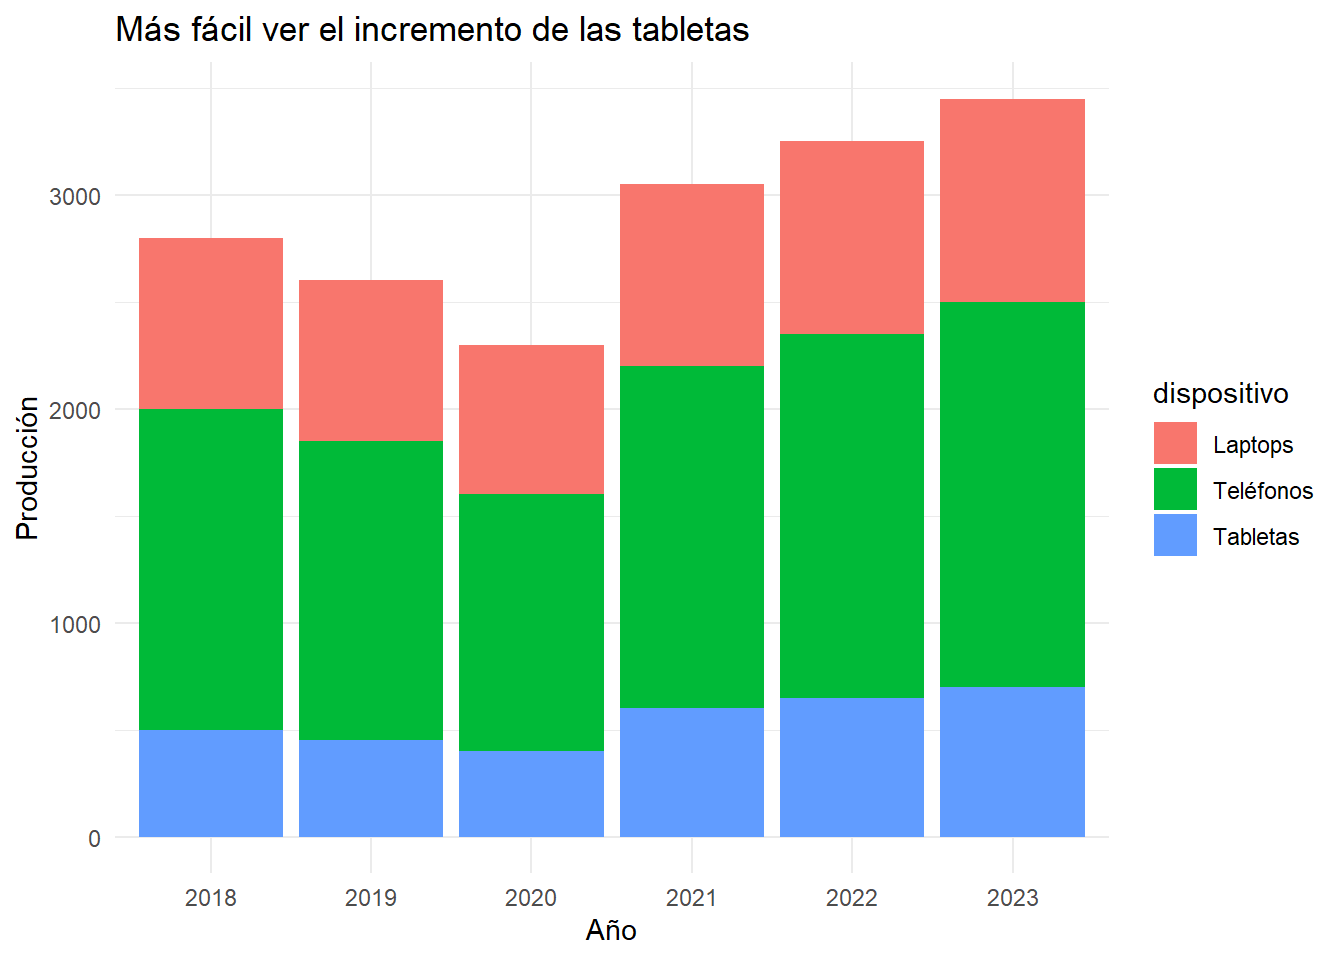 Más fácil ver el incremento de las tabletas
Producción
3000
2000
1000
0
2018 2019 2020 2021 2022 2023
Año
dispositivo
Laptops
Teléfonos
Tabletas